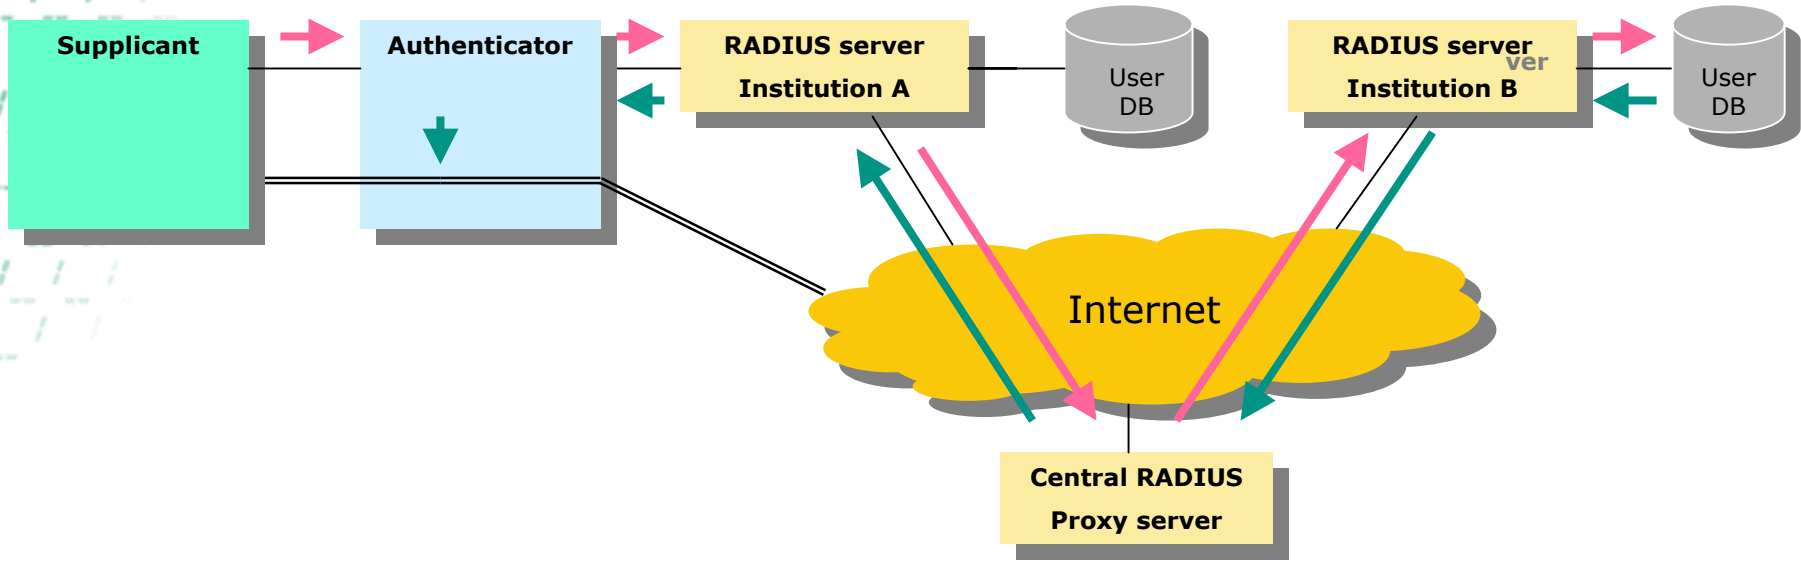 Supplicant
Authenticator
RADIUS server
Institution A
User
DB
RADIUS server
ver
Institution B
User
DB
Internet
Central RADIUS
Proxy server